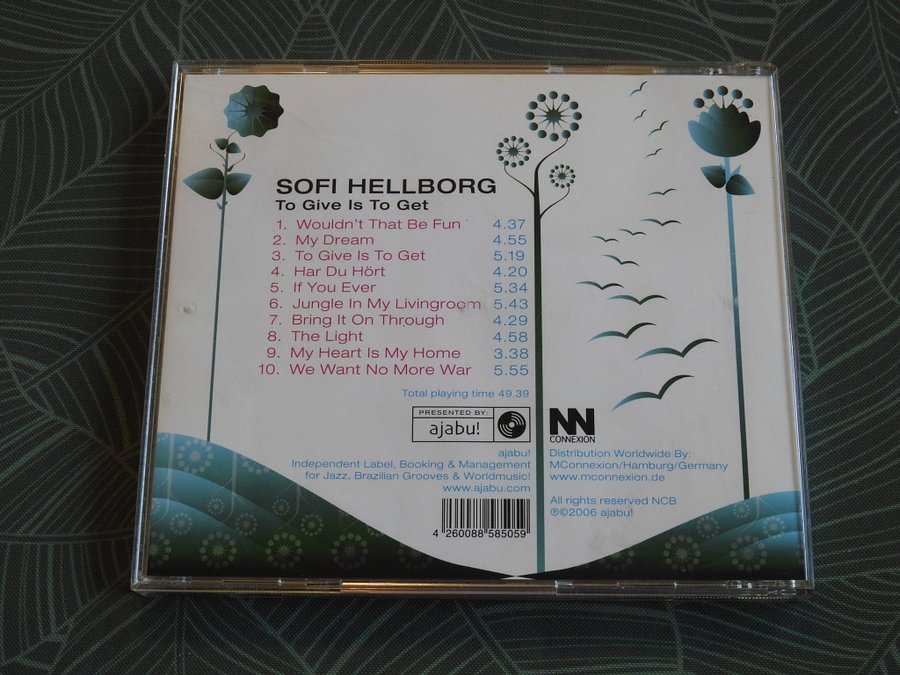 SOFI HELLBORG
To Give Is To Get
1. Wouldn't That Be Fun 4.37
2. My Dream 4.55
3. To Give Is To Get 5.19
4. Har Du Hört 4.20
5. If You Ever 5.34
6. Jungle In My Livingroom 5.43
7. Bring It On Through 4.29
8. The Light 4.58
9. My Heart Is My Home 3.38
10. We Want No More War 5.55
Total playing time 49.39
PRESENTED BY:
ajabu!
ajabu!
Independent Label, Booking & Management
for Jazz, Brazilian Grooves & Worldmusic!
www.ajabu.com
4 260088 585059
NN
CONNEXION
Distribution Worldwide By:
MConnexion/Hamburg/Germany
www.mconnexion.de
All rights reserved NCB
℗©2006 ajabu!